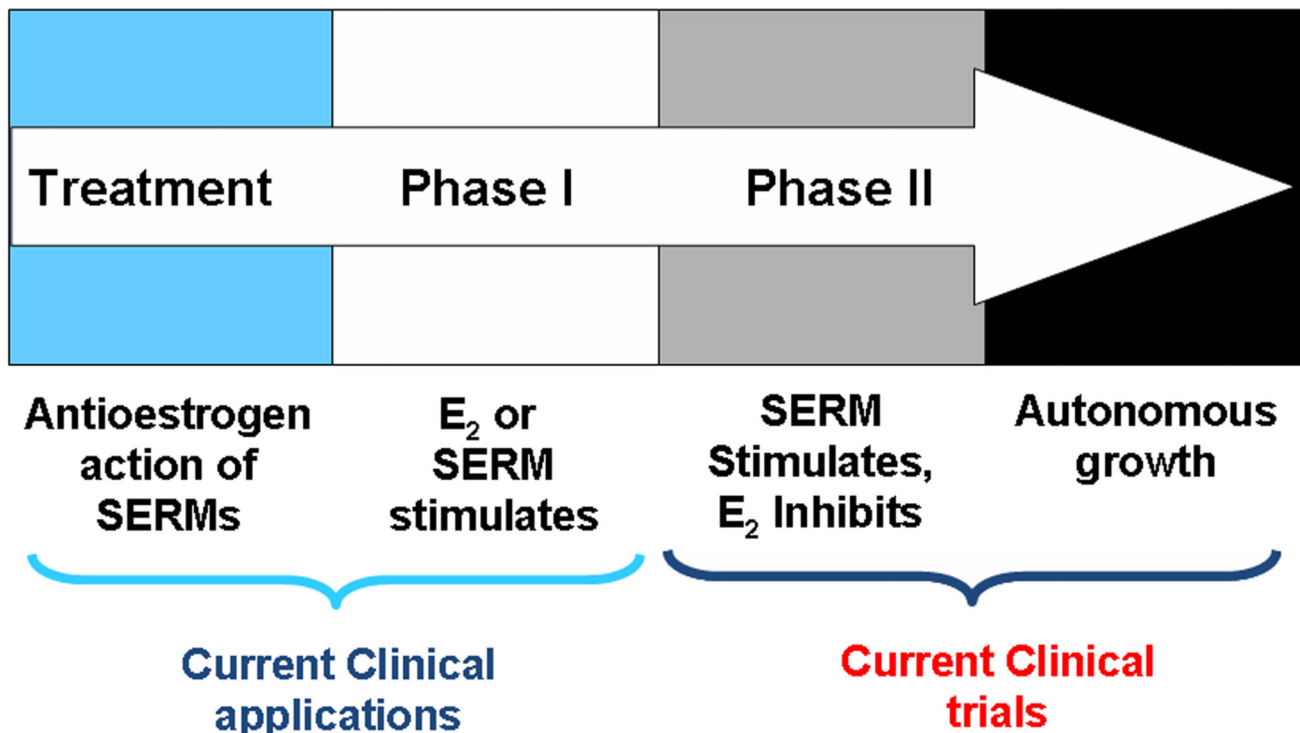 Treatment
Phase I
Phase II
Antioestrogen
action of
SERMs
E₂ or
SERM
stimulates
SERM
Stimulates,
E₂ Inhibits
Autonomous
growth
Current Clinical
applications
Current Clinical
trials